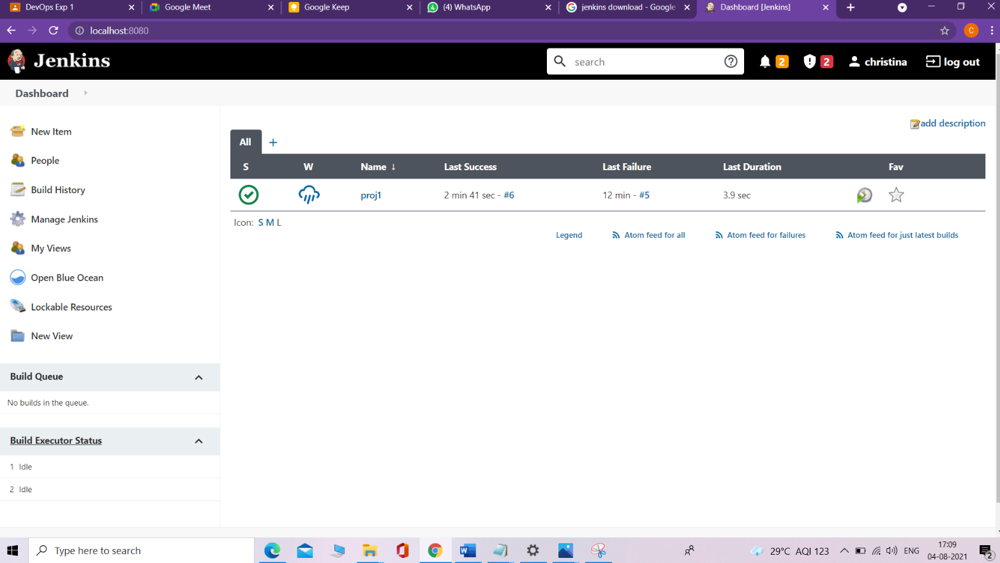 DevOps Exp 1
Google Meet
Google Keep
(4) WhatsApp
jenkins download - Google
Dashboard [Jenkins]
localhost:8080
C
Jenkins
search
2
2
christina
log out
Dashboard
New Item
People
Build History
Manage Jenkins
My Views
Open Blue Ocean
Lockable Resources
New View
Build Queue
No builds in the queue.
Build Executor Status
1 Idle
2 Idle
add description
All +
S W Name ↓ Last Success Last Failure Last Duration Fav
proj1 2 min 41 sec - #6 12 min - #5 3.9 sec
Icon: S M L
Legend Atom feed for all Atom feed for failures Atom feed for just latest builds
Type here to search
29°C AQI 123
ENG
17:09
04-08-2021
2